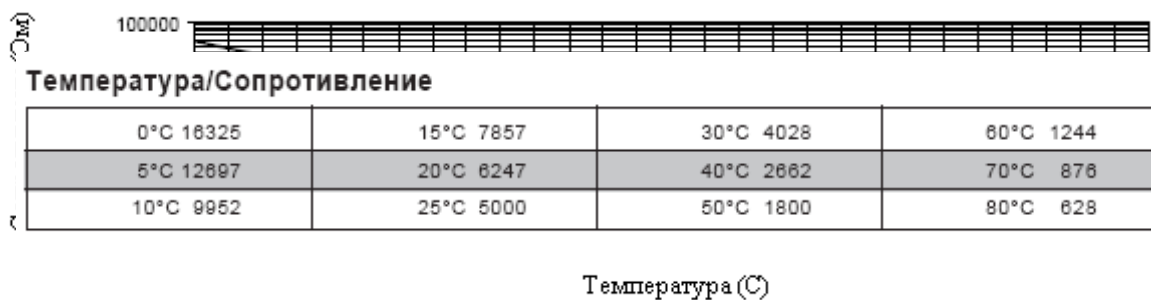 Ом)
100000
Температура/Сопротивление
0°C 16325 15°C 7857 30°C 4028 60°C 1244
5°C 12697 20°C 6247 40°C 2662 70°C 876
10°C 9952 25°C 5000 50°C 1800 80°C 628
Температура (С)